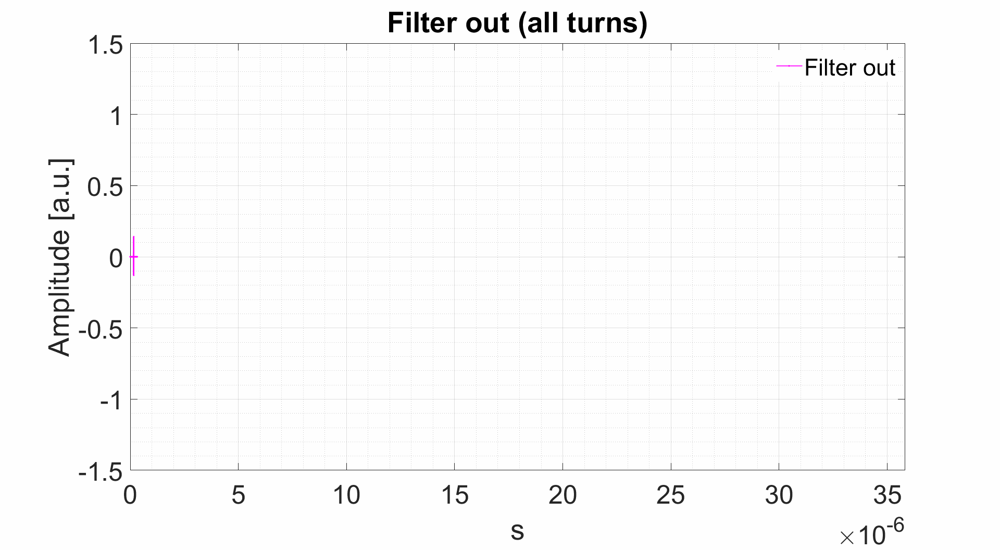 Filter out (all turns)
Filter out
Amplitude [a.u.]
1.5
1
0.5
0
-0.5
-1
-1.5
0 5 10 15 20 25 30 35
s
×10⁻⁶